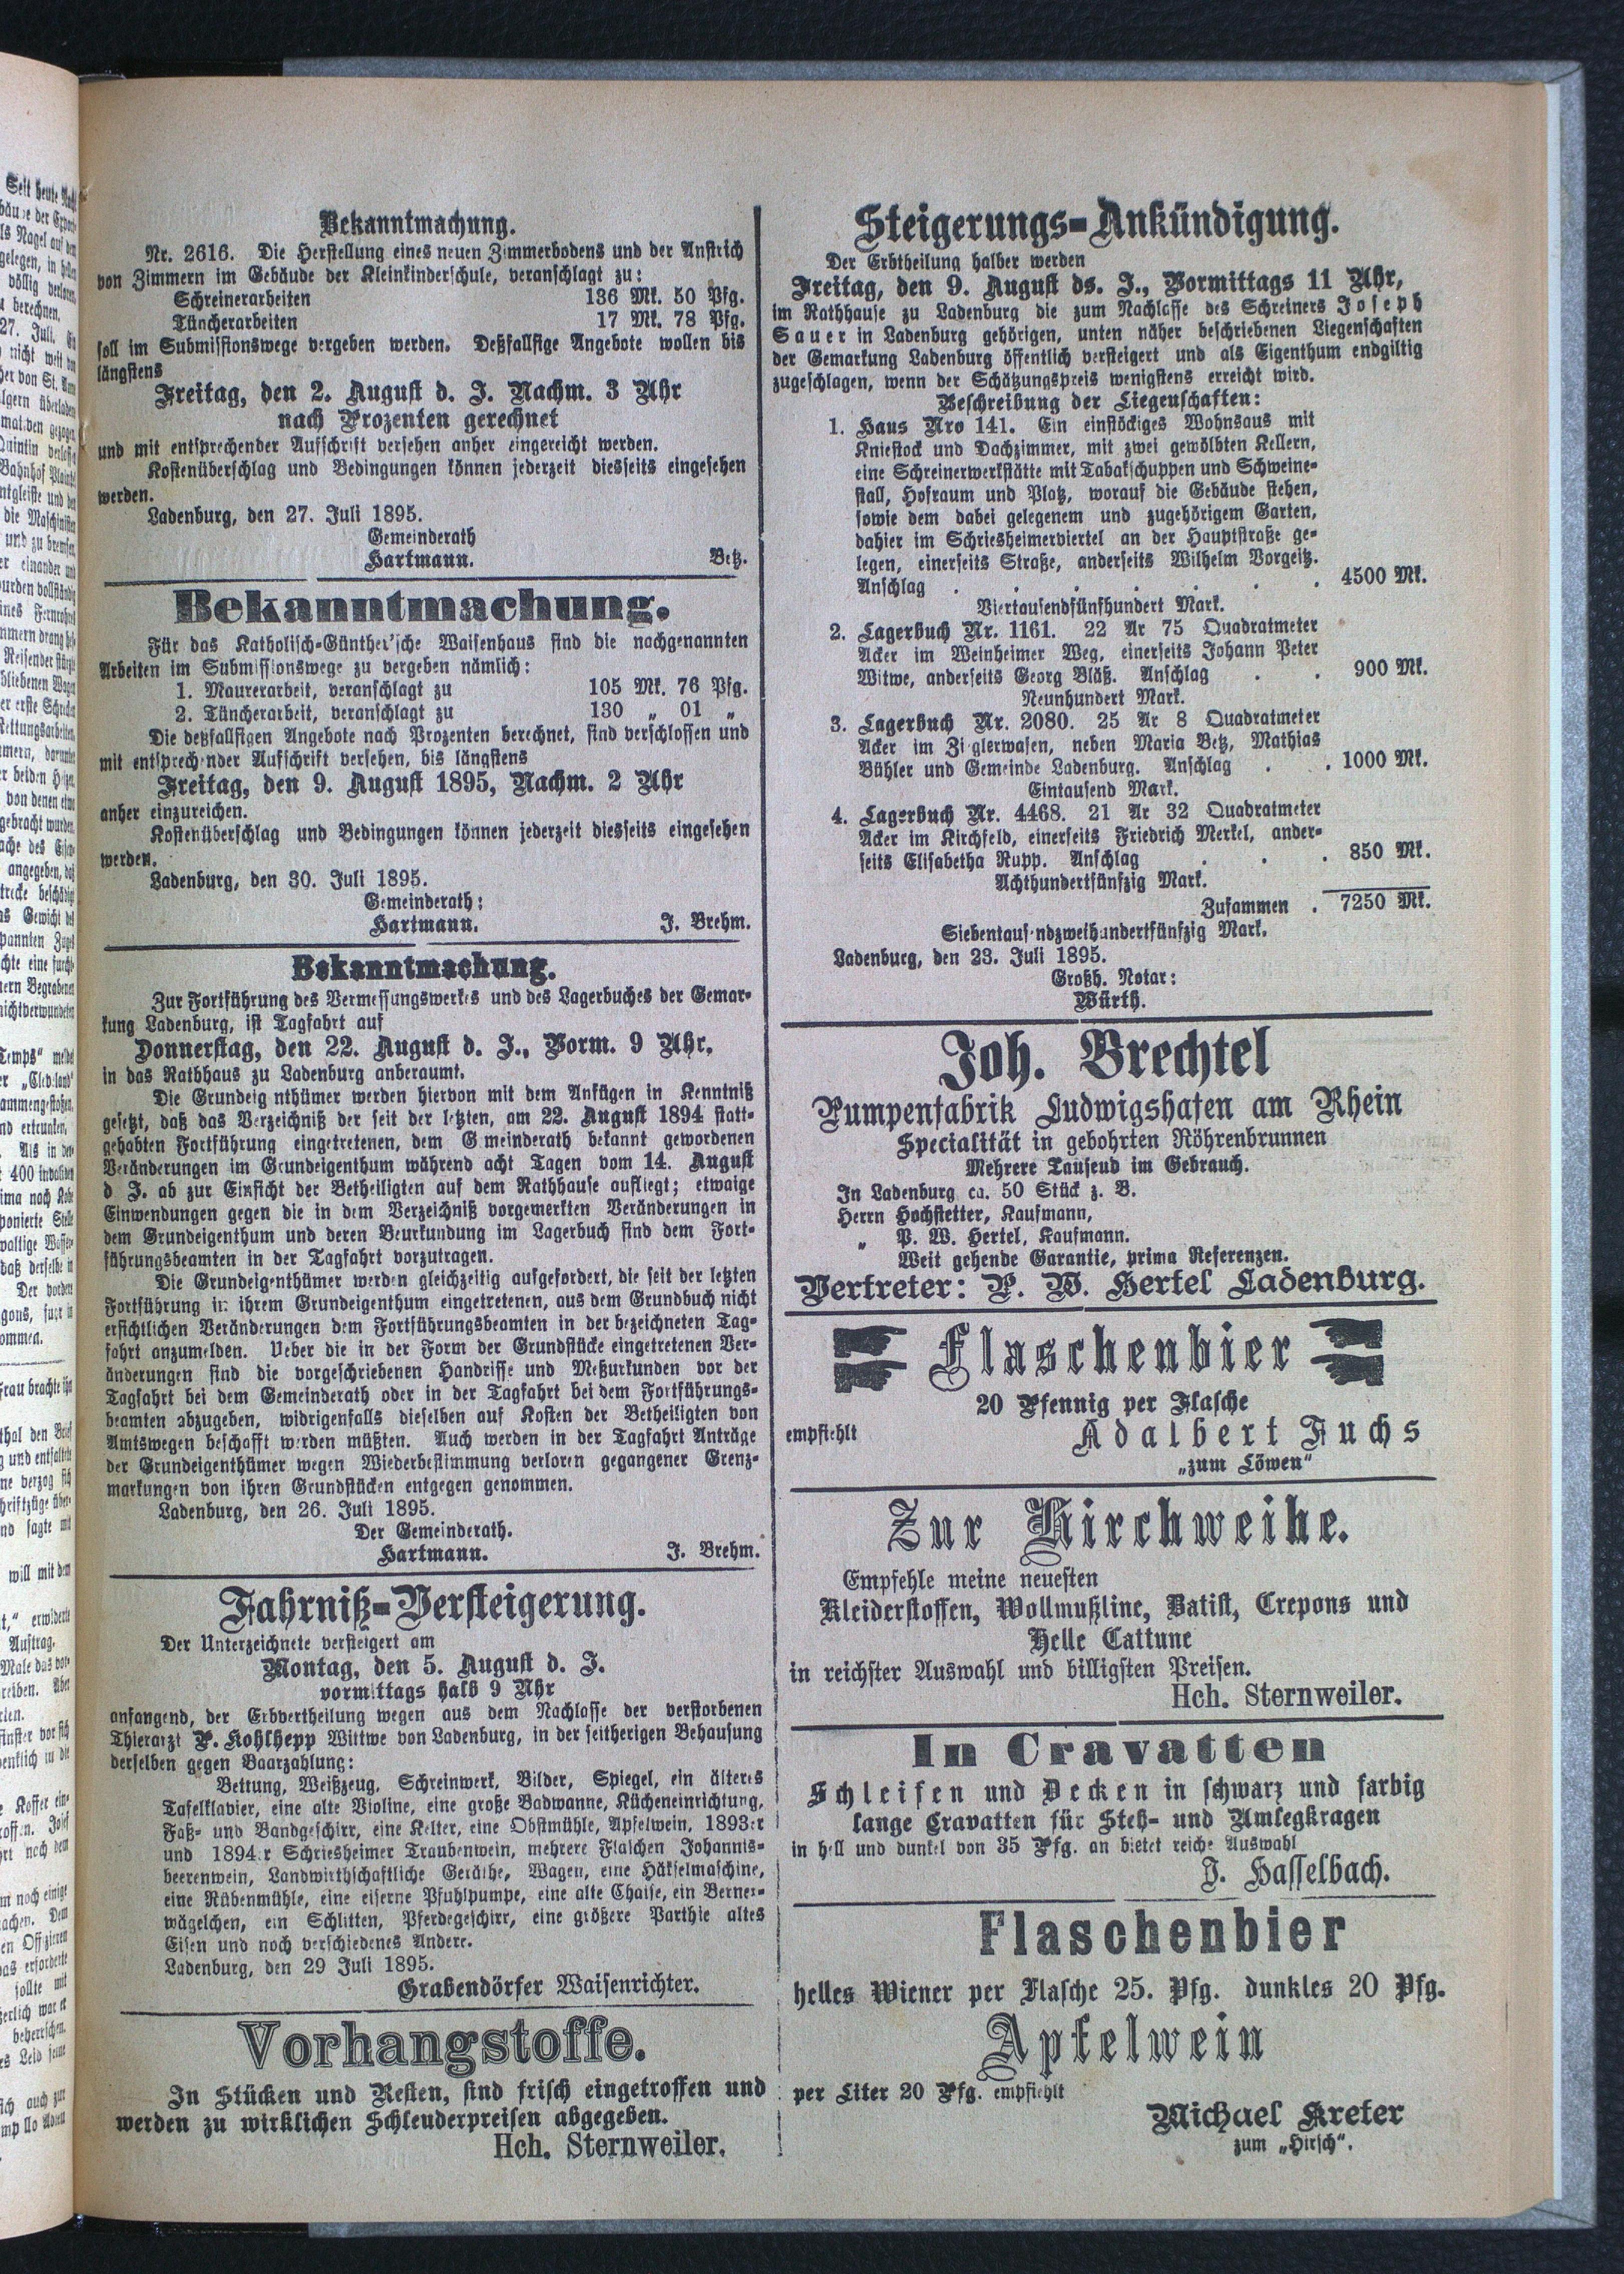 Bekanntmachung.
Nr. 2616. Die Herstellung eines neuen Zimmerbodens und der Anstrich
von Zimmern im Gebäude der Kleinkinderschule, veranschlagt zu:
Schreinerarbeiten 136 Mk. 50 Pfg.
Tüncherarbeiten 17 Mk. 78 Pfg.
soll im Submissionswege vergeben werden. Deßfallsige Angebote wollen bis
längstens
Freitag, den 2. August d. J. Nachm. 3 Uhr
nach Prozenten gerechnet
und mit entsprechender Aufschrift versehen anher eingereicht werden.
Kostenüberschlag und Bedingungen können jederzeit diesseits eingesehen
werden.
Ladenburg, den 27. Juli 1895.
Gemeinderath
Hartmann. Betz.
Bekanntmachung.
Für das Katholisch-Günther'sche Waisenhaus sind die nachgenannten
Arbeiten im Submissionswege zu vergeben nämlich:
1. Maurerarbeit, veranschlagt zu 105 Mk. 76 Pfg.
2. Tüncherarbeit, veranschlagt zu 130 „ 01 „
Die deßfallsigen Angebote nach Prozenten berechnet, sind verschlossen und
mit entsprechender Aufschrift versehen, bis längstens
Freitag, den 9. August 1895, Nachm. 2 Uhr
anher einzureichen.
Kostenüberschlag und Bedingungen können jederzeit diesseits eingesehen
werden.
Ladenburg, den 30. Juli 1895.
Gemeinderath:
Hartmann. J. Brehm.
Bekanntmachung.
Zur Fortführung des Vermessungswerkes und des Lagerbuches der Gemar-
kung Ladenburg, ist Tagfahrt auf
Donnerstag, den 22. August d. J., Vorm. 9 Uhr,
in das Rathhaus zu Ladenburg anberaumt.
Die Grundeigenthümer werden hiervon mit dem Anfügen in Kenntniß
gesetzt, daß das Verzeichniß der seit der letzten, am 22. August 1894 statt-
gehabten Fortführung eingetretenen, dem Gemeinderath bekannt gewordenen
Veränderungen im Grundeigenthum während acht Tagen vom 14. August
d J. ab zur Einsicht der Betheiligten auf dem Rathhause aufliegt; etwaige
Einwendungen gegen die in dem Verzeichniß vorgemerkten Veränderungen in
dem Grundeigenthum und deren Beurkundung im Lagerbuch sind dem Fort-
führungsbeamten in der Tagfahrt vorzutragen.
Die Grundeigenthümer werden gleichzeitig aufgefordert, die seit der letzten
Fortführung in ihrem Grundeigenthum eingetretenen, aus dem Grundbuch nicht
ersichtlichen Veränderungen dem Fortführungsbeamten in der bezeichneten Tag-
fahrt anzumelden. Ueber die in der Form der Grundstücke eingetretenen Ver-
änderungen sind die vorgeschriebenen Handrisse und Meßurkunden vor der
Tagfahrt bei dem Gemeinderath oder in der Tagfahrt bei dem Fortführungs-
beamten abzugeben, widrigenfalls dieselben auf Kosten der Betheiligten von
Amtswegen beschafft werden müßten. Auch werden in der Tagfahrt Anträge
der Grundeigenthümer wegen Wiederbestimmung verloren gegangener Grenz-
markungen von ihren Grundstücken entgegen genommen.
Ladenburg, den 26. Juli 1895.
Der Gemeinderath.
Hartmann. J. Brehm.
Fahrniß-Versteigerung.
Der Unterzeichnete versteigert am
Montag, den 5. August d. J.
vormittags halb 9 Uhr
anfangend, der Erbvertheilung wegen aus dem Nachlasse der verstorbenen
Thierarzt P. Kohlhepp Wittwe von Ladenburg, in der seitherigen Behausung
derselben gegen Baarzahlung:
Bettung, Weißzeug, Schreinwerk, Bilder, Spiegel, ein älteres
Tafelklavier, eine alte Violine, eine große Badwanne, Kücheneinrichtung,
Faß- und Bandgeschirr, eine Kelter, eine Obstmühle, Apfelwein, 1893er
und 1894er Schriesheimer Traubenwein, mehrere Flaschen Johannis-
beerenwein, Landwirthschaftliche Geräthe, Wagen, eine Häkselmaschine,
eine Rübenmühle, eine eiserne Pfuhlpumpe, eine alte Chaise, ein Berner-
wägelchen, ein Schlitten, Pferdegeschirr, eine größere Parthie altes
Eisen und noch verschiedenes Andere.
Ladenburg, den 29 Juli 1895.
Grabendörfer Waisenrichter.
Vorhangstoffe.
In Stücken und Resten, sind frisch eingetroffen und
werden zu wirklichen Schleuderpreisen abgegeben.
Hch. Sternweiler.
Steigerungs-Ankündigung.
Der Erbtheilung halber werden
Freitag, den 9. August ds. J., Vormittags 11 Uhr,
im Rathhause zu Ladenburg die zum Nachlasse des Schreiners Joseph
Sauer in Ladenburg gehörigen, unten näher beschriebenen Liegenschaften
der Gemarkung Ladenburg öffentlich versteigert und als Eigenthum endgiltig
zugeschlagen, wenn der Schätzungspreis wenigstens erreicht wird.
Beschreibung der Liegenschaften:
1. Haus Nro 141. Ein einstöckiges Wohnsaus mit
Kniestock und Dachzimmer, mit zwei gewölbten Kellern,
eine Schreinerwerkstätte mit Tabakschuppen und Schweine-
stall, Hofraum und Platz, worauf die Gebäude stehen,
sowie dem dabei gelegenem und zugehörigem Garten,
dahier im Schriesheimerviertel an der Hauptstraße ge-
legen, einerseits Straße, anderseits Wilhelm Vorgeitz.
Anschlag . . . . . . 4500 Mk.
Viertausendfünfhundert Mark.
2. Lagerbuch Nr. 1161. 22 Ar 75 Quadratmeter
Acker im Weinheimer Weg, einerseits Johann Peter
Witwe, anderseits Georg Bläß. Anschlag . . 900 Mk.
Neunhundert Mark.
3. Lagerbuch Nr. 2080. 25 Ar 8 Quadratmeter
Acker im Zieglerwasen, neben Maria Betz, Mathias
Bühler und Gemeinde Ladenburg. Anschlag . . 1000 Mk.
Eintausend Mark.
4. Lagerbuch Nr. 4468. 21 Ar 32 Quadratmeter
Acker im Kirchfeld, einerseits Friedrich Merkel, ander-
seits Elisabetha Rupp. Anschlag . . . 850 Mk.
Achthundertfünfzig Mark.
Zusammen . 7250 Mk.
Siebentausendzweihundertfünfzig Mark.
Ladenburg, den 23. Juli 1895.
Großh. Notar:
Würth.
Joh. Brechtel
Pumpenfabrik Ludwigshafen am Rhein
Specialität in gebohrten Röhrenbrunnen
Mehrere Tausend im Gebrauch.
In Ladenburg ca. 50 Stück z. B.
Herrn Hochstetter, Kaufmann,
„ P. W. Hertel, Kaufmann.
Weit gehende Garantie, prima Referenzen.
Vertreter: P. W. Hertel Ladenburg.
Flaschenbier
20 Pfennig per Flasche
empfiehlt Adalbert Fuchs
„zum Löwen“
Zur Kirchweihe.
Empfehle meine neuesten
Kleiderstoffen, Wollmußline, Batist, Crepons und
Helle Cattune
in reichster Auswahl und billigsten Preisen.
Hch. Sternweiler.
In Cravatten
Schleifen und Decken in schwarz und farbig
lange Cravatten für Steh- und Umlegkragen
in hell und dunkel von 35 Pfg. an bietet reiche Auswahl
J. Hasselbach.
Flaschenbier
helles Wiener per Flasche 25. Pfg. dunkles 20 Pfg.
Apfelwein
per Liter 20 Pfg. empfiehlt
Michael Kreter
zum „Hirsch“.